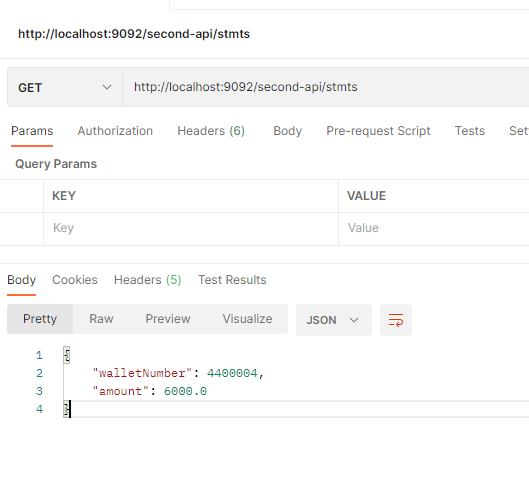 http://localhost:9092/second-api/stmts
GET http://localhost:9092/second-api/stmts
Params Authorization Headers (6) Body Pre-request Script Tests Set
Query Params
KEY VALUE
Key Value
Body Cookies Headers (5) Test Results
Pretty Raw Preview Visualize JSON
1 {
2 "walletNumber": 4400004,
3 "amount": 6000.0
4 }